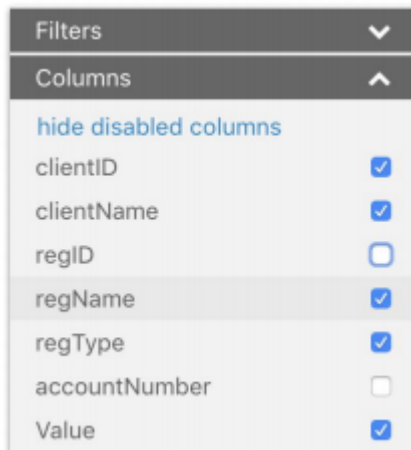 Filters
Columns
hide disabled columns
clientID
clientName
regID
regName
regType
accountNumber
Value